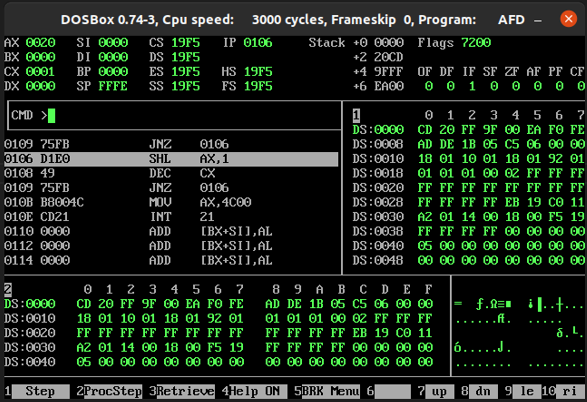 DOSBox 0.74-3, Cpu speed: 3000 cycles, Frameskip 0, Program: AFD
AX 0020 SI 0000 CS 19F5 IP 0106 Stack +0 0000 Flags 7200
BX 0000 DI 0000 DS 19F5 +2 20CD
CX 0001 BP 0000 ES 19F5 HS 19F5 +4 9FFF OF DF IF SF ZF AF PF CF
DX 0000 SP FFFE SS 19F5 FS 19F5 +6 EA00 0 0 1 0 0 0 0 0
CMD > 1 0 1 2 3 4 5 6 7
DS:0000 CD 20 FF 9F 00 EA F0 FE
0109 75FB JNZ 0106 DS:0008 AD DE 1B 05 C5 06 00 00
0106 D1E0 SHL AX,1 DS:0010 18 01 10 01 18 01 92 01
0108 49 DEC CX DS:0018 01 01 01 00 02 FF FF FF
0109 75FB JNZ 0106 DS:0020 FF FF FF FF FF FF FF FF
010B B8004C MOV AX,4C00 DS:0028 FF FF FF FF EB 19 C0 11
010E CD21 INT 21 DS:0030 A2 01 14 00 18 00 F5 19
0110 0000 ADD [BX+SI],AL DS:0038 FF FF FF FF 00 00 00 00
0112 0000 ADD [BX+SI],AL DS:0040 05 00 00 00 00 00 00 00
0114 0000 ADD [BX+SI],AL DS:0048 00 00 00 00 00 00 00 00
2 0 1 2 3 4 5 6 7 8 9 A B C D E F
DS:0000 CD 20 FF 9F 00 EA F0 FE AD DE 1B 05 C5 06 00 00
DS:0010 18 01 10 01 18 01 92 01 01 01 01 00 02 FF FF FF
DS:0020 FF FF FF FF FF FF FF FF FF FF FF FF EB 19 C0 11
DS:0030 A2 01 14 00 18 00 F5 19 FF FF FF FF 00 00 00 00
DS:0040 05 00 00 00 00 00 00 00 00 00 00 00 00 00 00 00
1 Step 2ProcStep 3Retrieve 4Help ON 5BRK Menu 6 7 up 8 dn 9 le 10 ri